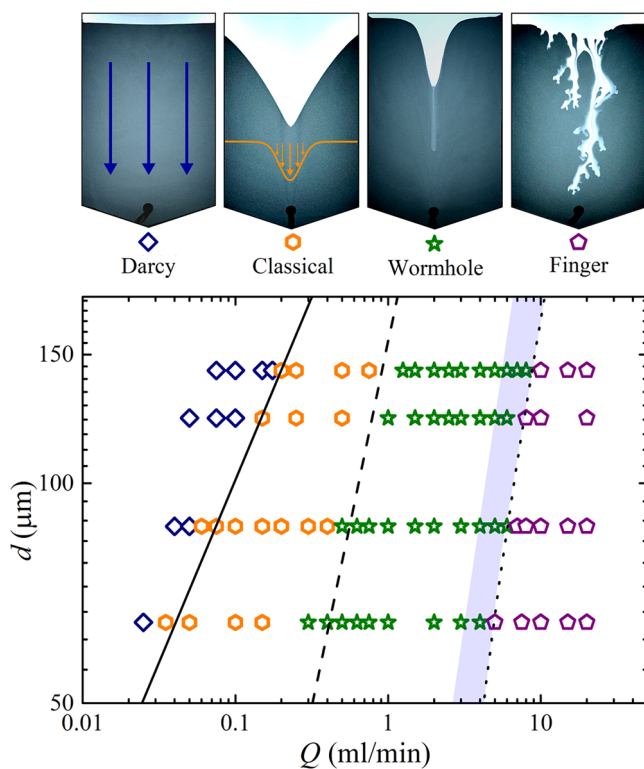 Darcy
Classical
Wormhole
Finger
150
100
50
d (μm)
0.01
0.1
1
10
Q (ml/min)